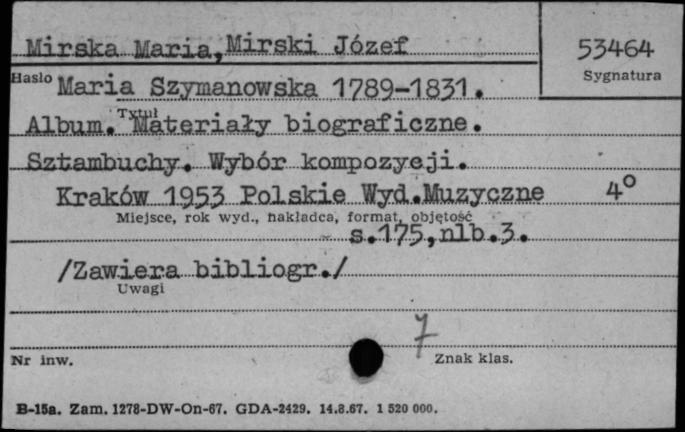 Mirska Maria, Mirski Józef
53464
Sygnatura
Hasło
Maria Szymanowska 1789-1831.
Tytuł
Album. Materiały biograficzne.
Sztambuchy. Wybór kompozycji.
Kraków 1953 Polskie Wyd.Muzyczne 4°
Miejsce, rok wyd., nakładca, format, objętość
s.175,nlb.3.
/Zawiera bibliogr./
Uwagi
7
Nr inw.
Znak klas.
B-15a. Zam. 1278-DW-On-67. GDA-2429. 14.8.67. 1 520 000.